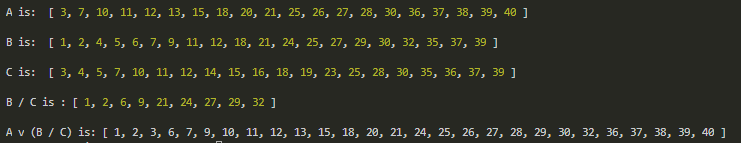 A is:  [ 3, 7, 10, 11, 12, 13, 15, 18, 20, 21, 25, 26, 27, 28, 30, 36, 37, 38, 39, 40 ]
B is:  [ 1, 2, 4, 5, 6, 7, 9, 11, 12, 18, 21, 24, 25, 27, 29, 30, 32, 35, 37, 39 ]
C is:  [ 3, 4, 5, 7, 10, 11, 12, 14, 15, 16, 18, 19, 23, 25, 28, 30, 35, 36, 37, 39 ]
B / C is : [ 1, 2, 6, 9, 21, 24, 27, 29, 32 ]
A v (B / C) is: [ 1, 2, 3, 6, 7, 9, 10, 11, 12, 13, 15, 18, 20, 21, 24, 25, 26, 27, 28, 29, 30, 32, 36, 37, 38, 39, 40 ]